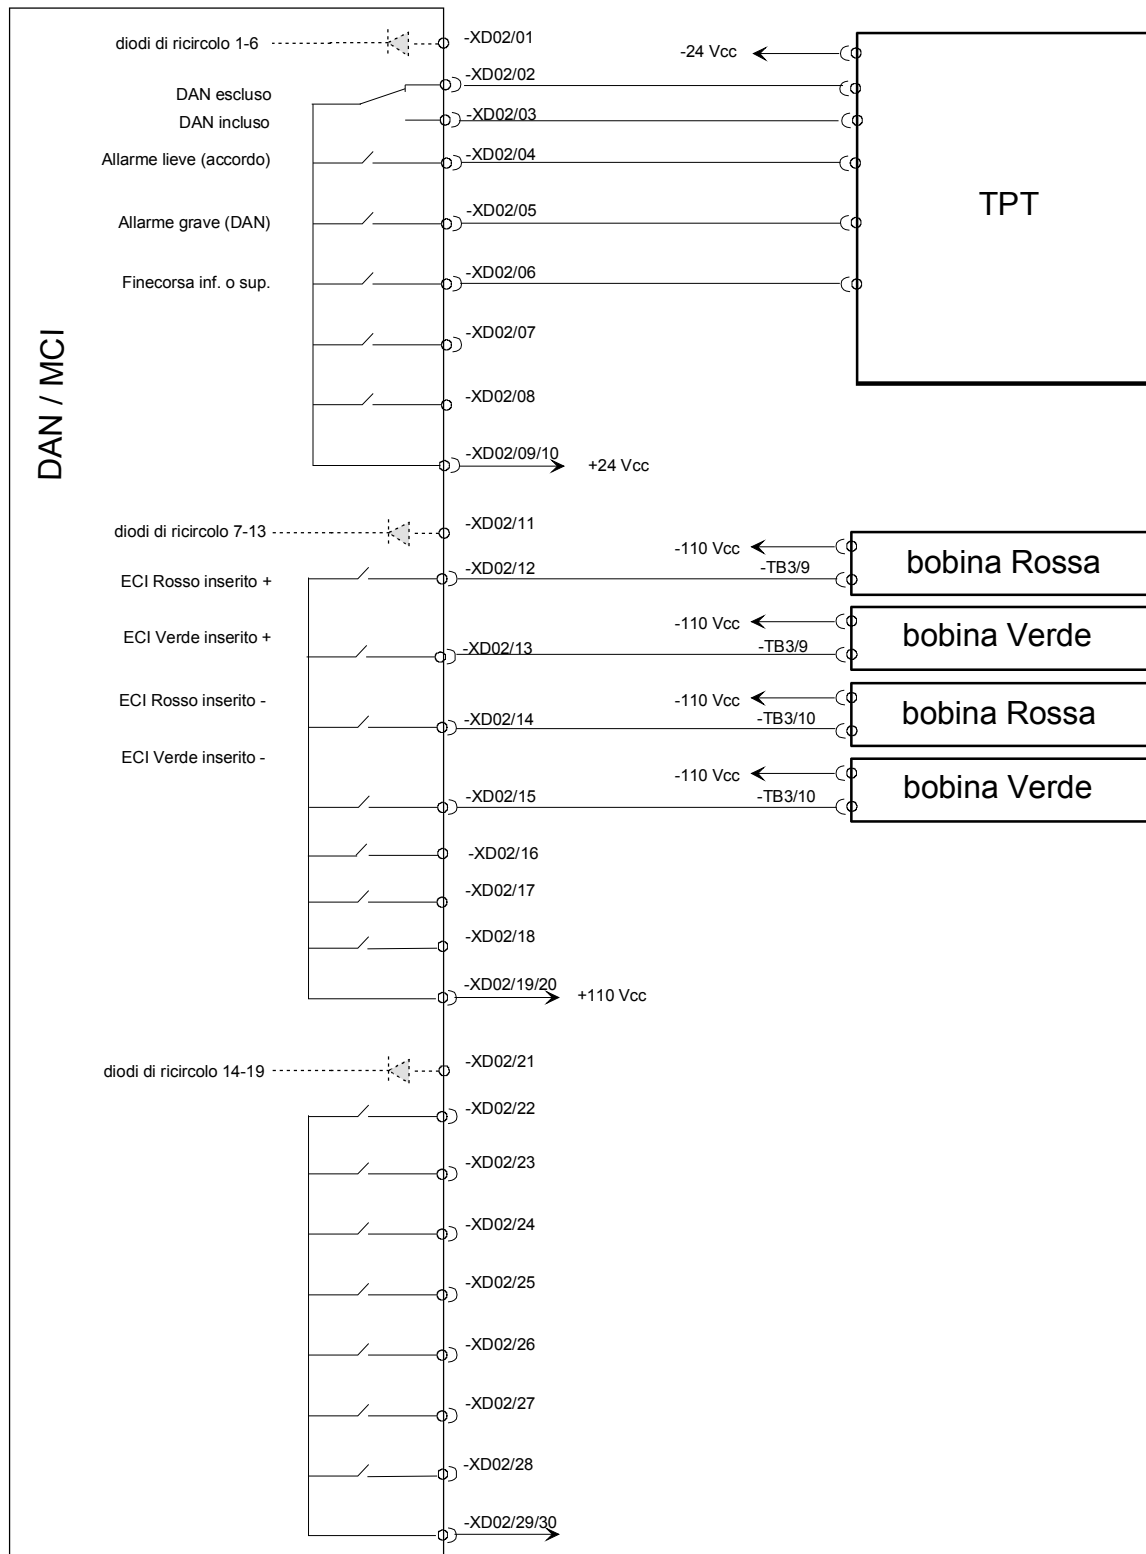 diodi di ricircolo 1-6
-XD02/01
-24 Vcc
-XD02/02
DAN escluso
DAN incluso
-XD02/03
Allarme lieve (accordo)
-XD02/04
TPT
Allarme grave (DAN)
-XD02/05
Finecorsa inf. o sup.
-XD02/06
-XD02/07
DAN / MCI
-XD02/08
-XD02/09/10
+24 Vcc
diodi di ricircolo 7-13
-XD02/11
-110 Vcc
bobina Rossa
ECI Rosso inserito +
-XD02/12
-TB3/9
-110 Vcc
bobina Verde
ECI Verde inserito +
-XD02/13
-TB3/9
ECI Rosso inserito -
-110 Vcc
bobina Rossa
-XD02/14
-TB3/10
ECI Verde inserito -
-110 Vcc
bobina Verde
-XD02/15
-TB3/10
-XD02/16
-XD02/17
-XD02/18
-XD02/19/20
+110 Vcc
diodi di ricircolo 14-19
-XD02/21
-XD02/22
-XD02/23
-XD02/24
-XD02/25
-XD02/26
-XD02/27
-XD02/28
-XD02/29/30